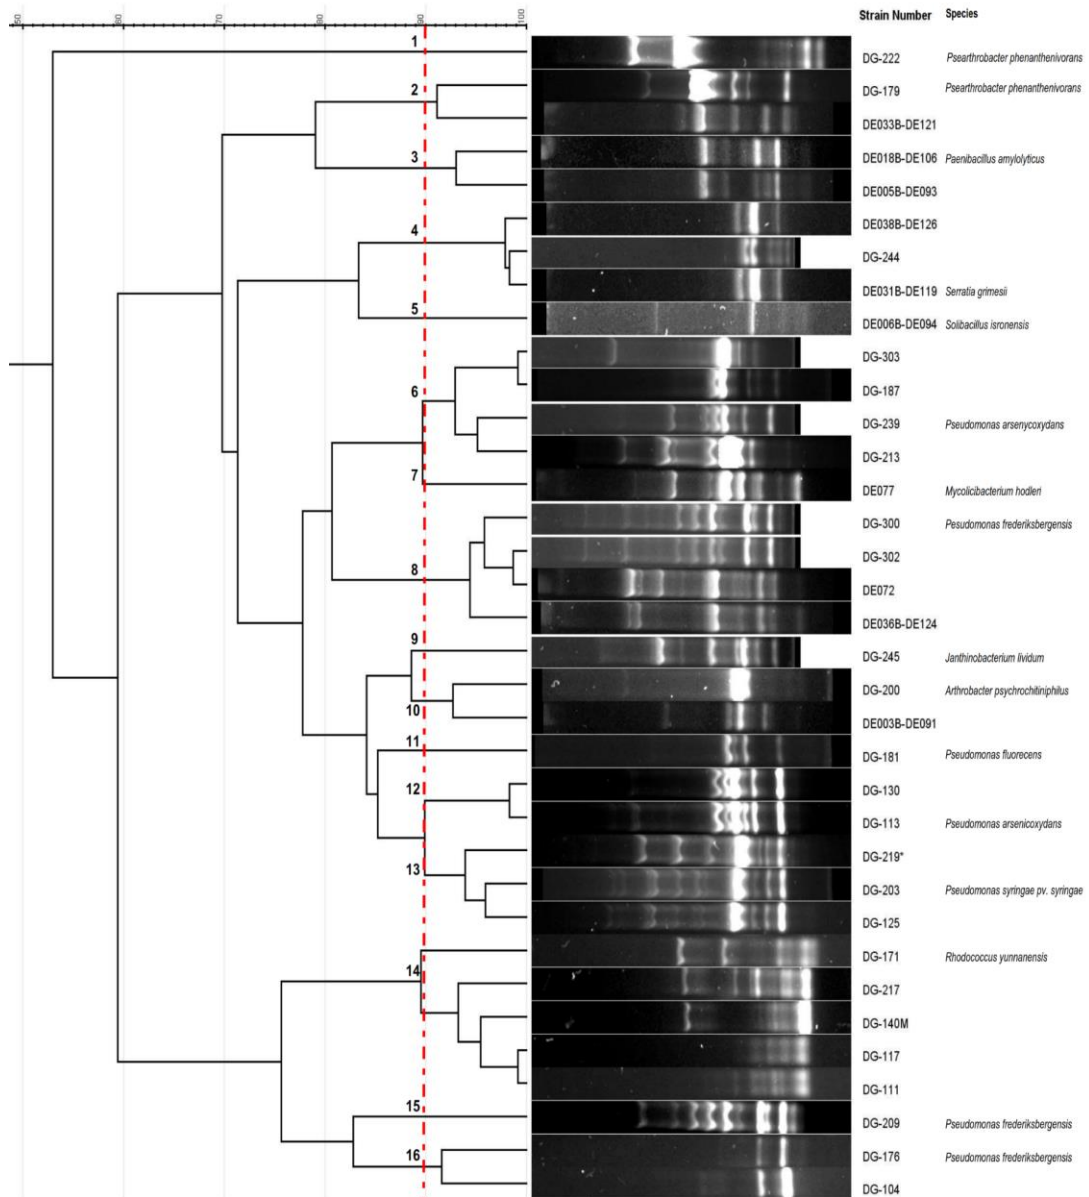 50 60 70 80 90 100
Strain Number Species
1 DG-222 Psearthrobacter phenanthenivorans
2 DG-179 Psearthrobacter phenanthenivorans
DE033B-DE121
3 DE018B-DE106 Paenibacillus amylolyticus
DE005B-DE093
DE038B-DE126
4 DG-244
DE031B-DE119 Serratia grimesii
5 DE006B-DE094 Solibacillus isronensis
DG-303
6 DG-187
DG-239 Pseudomonas arsenycoxydans
DG-213
7 DE077 Mycolicibacterium hodleri
DG-300 Pesudomonas frederiksbergensis
DG-302
8 DE072
DE036B-DE124
9 DG-245 Janthinobacterium lividum
DG-200 Arthrobacter psychrochitiniphilus
10 DE003B-DE091
11 DG-181 Pseudomonas fluorecens
12 DG-130
DG-113 Pseudomonas arsenicoxydans
DG-219*
13 DG-203 Pseudomonas syringae pv. syringae
DG-125
DG-171 Rhodococcus yunnanensis
14 DG-217
DG-140M
DG-117
DG-111
15 DG-209 Pseudomonas frederiksbergensis
16 DG-176 Pseudomonas frederiksbergensis
DG-104